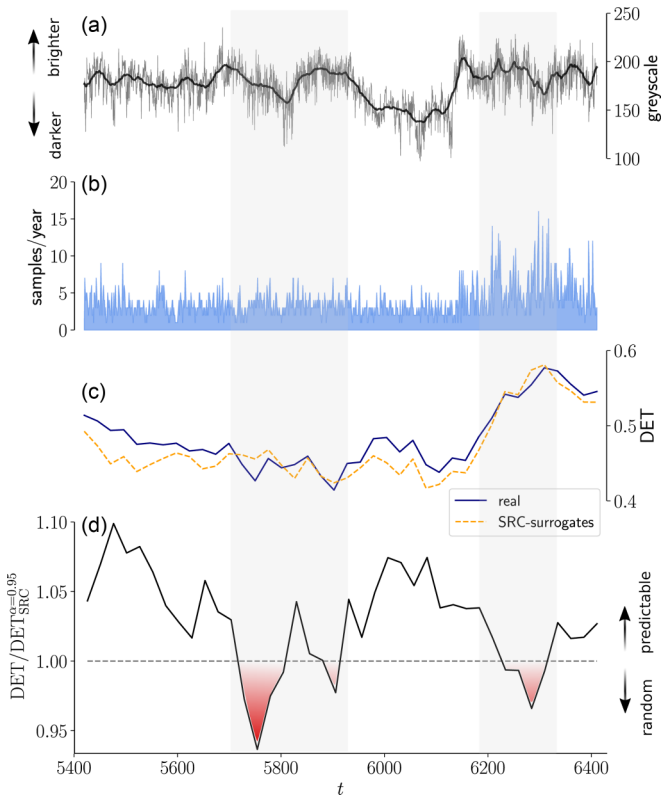 (a)
brighter
darker
250
200
150
100
greyscale
(b)
20
15
10
5
0
samples/year
(c)
0.6
0.5
0.4
DET
real
SRC-surrogates
(d)
1.10
1.05
1.00
0.95
DET/DET^{α=0.95}_{SRC}
predictable
random
5400 5600 5800 6000 6200 6400
t